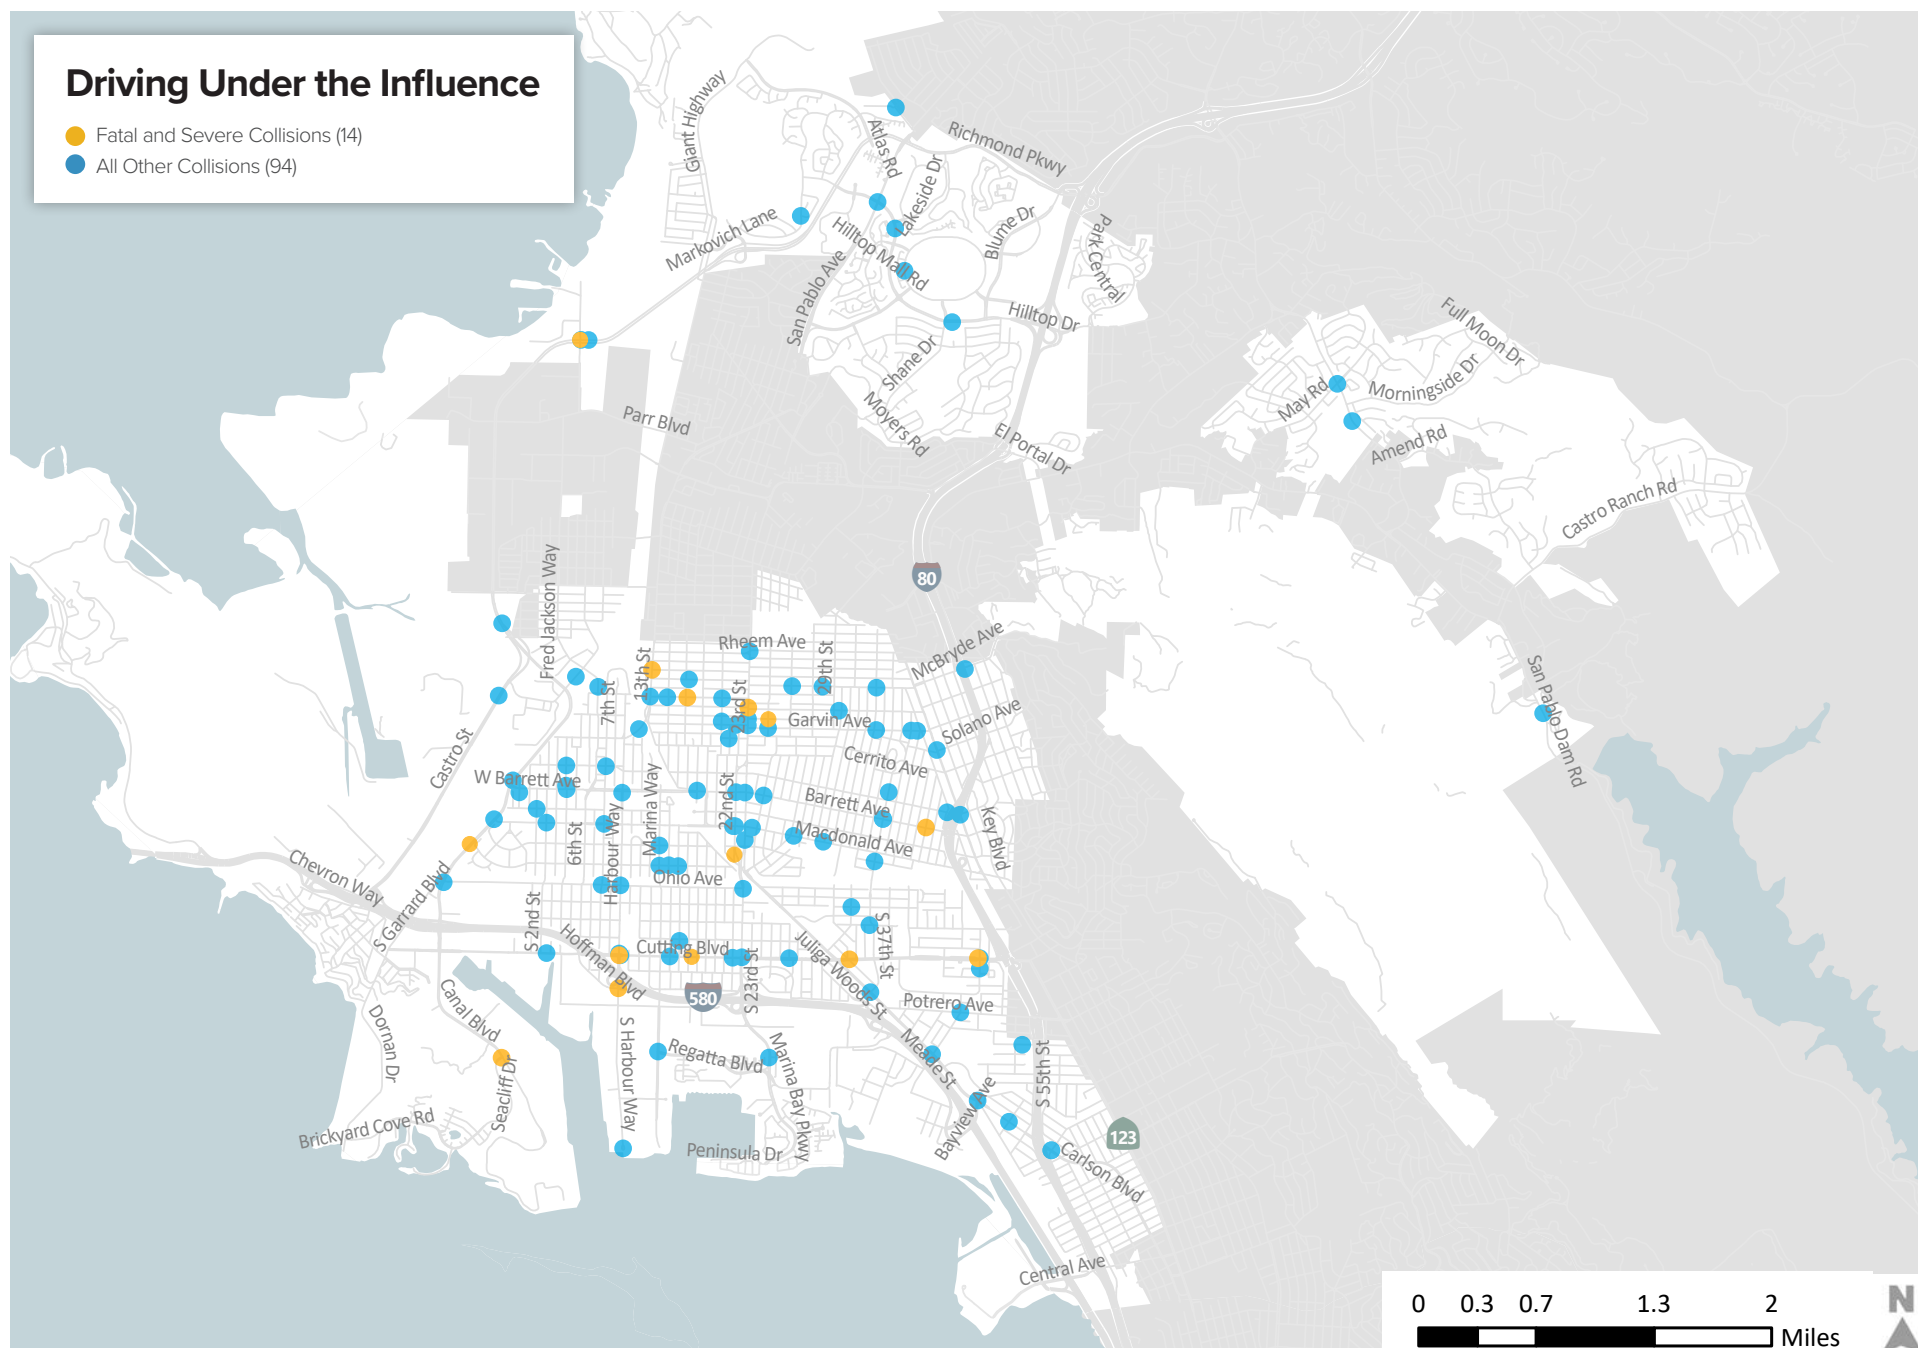 Driving Under the Influence
Fatal and Severe Collisions (14)
All Other Collisions (94)
Giant Highway
Atlas Rd
Richmond Pkwy
Lakeside Dr
Markovich Lane
Hilltop Mall Rd
Blume Dr
Park Central
San Pablo Ave
Hilltop Dr
Shane Dr
Full Moon Dr
Morningside Dr
May Rd
Parr Blvd
Moyers Rd
El Portal Dr
Amend Rd
Castro Ranch Rd
80
Fred Jackson Way
Rheem Ave
McBryde Ave
13th St
29th St
7th St
23rd St
Garvin Ave
Solano Ave
San Pablo Dam Rd
Castro St
Cerrito Ave
W Barrett Ave
Marina Way
22nd St
Barrett Ave
6th St
Harbour Way
Macdonald Ave
Key Blvd
Chevron Way
Ohio Ave
S Garrard Blvd
S 2nd St
Hoffman Blvd
Cutting Blvd
S 23rd St
Juliga Woods St
S 37th St
580
Potrero Ave
Canal Blvd
Dornan Dr
Seacliff Dr
S Harbour Way
Regatta Blvd
Marina Bay Pkwy
Meade St
S 55th St
Bayview Ave
Brickyard Cove Rd
Peninsula Dr
123
Carlson Blvd
Central Ave
0 0.3 0.7 1.3 2
Miles
N